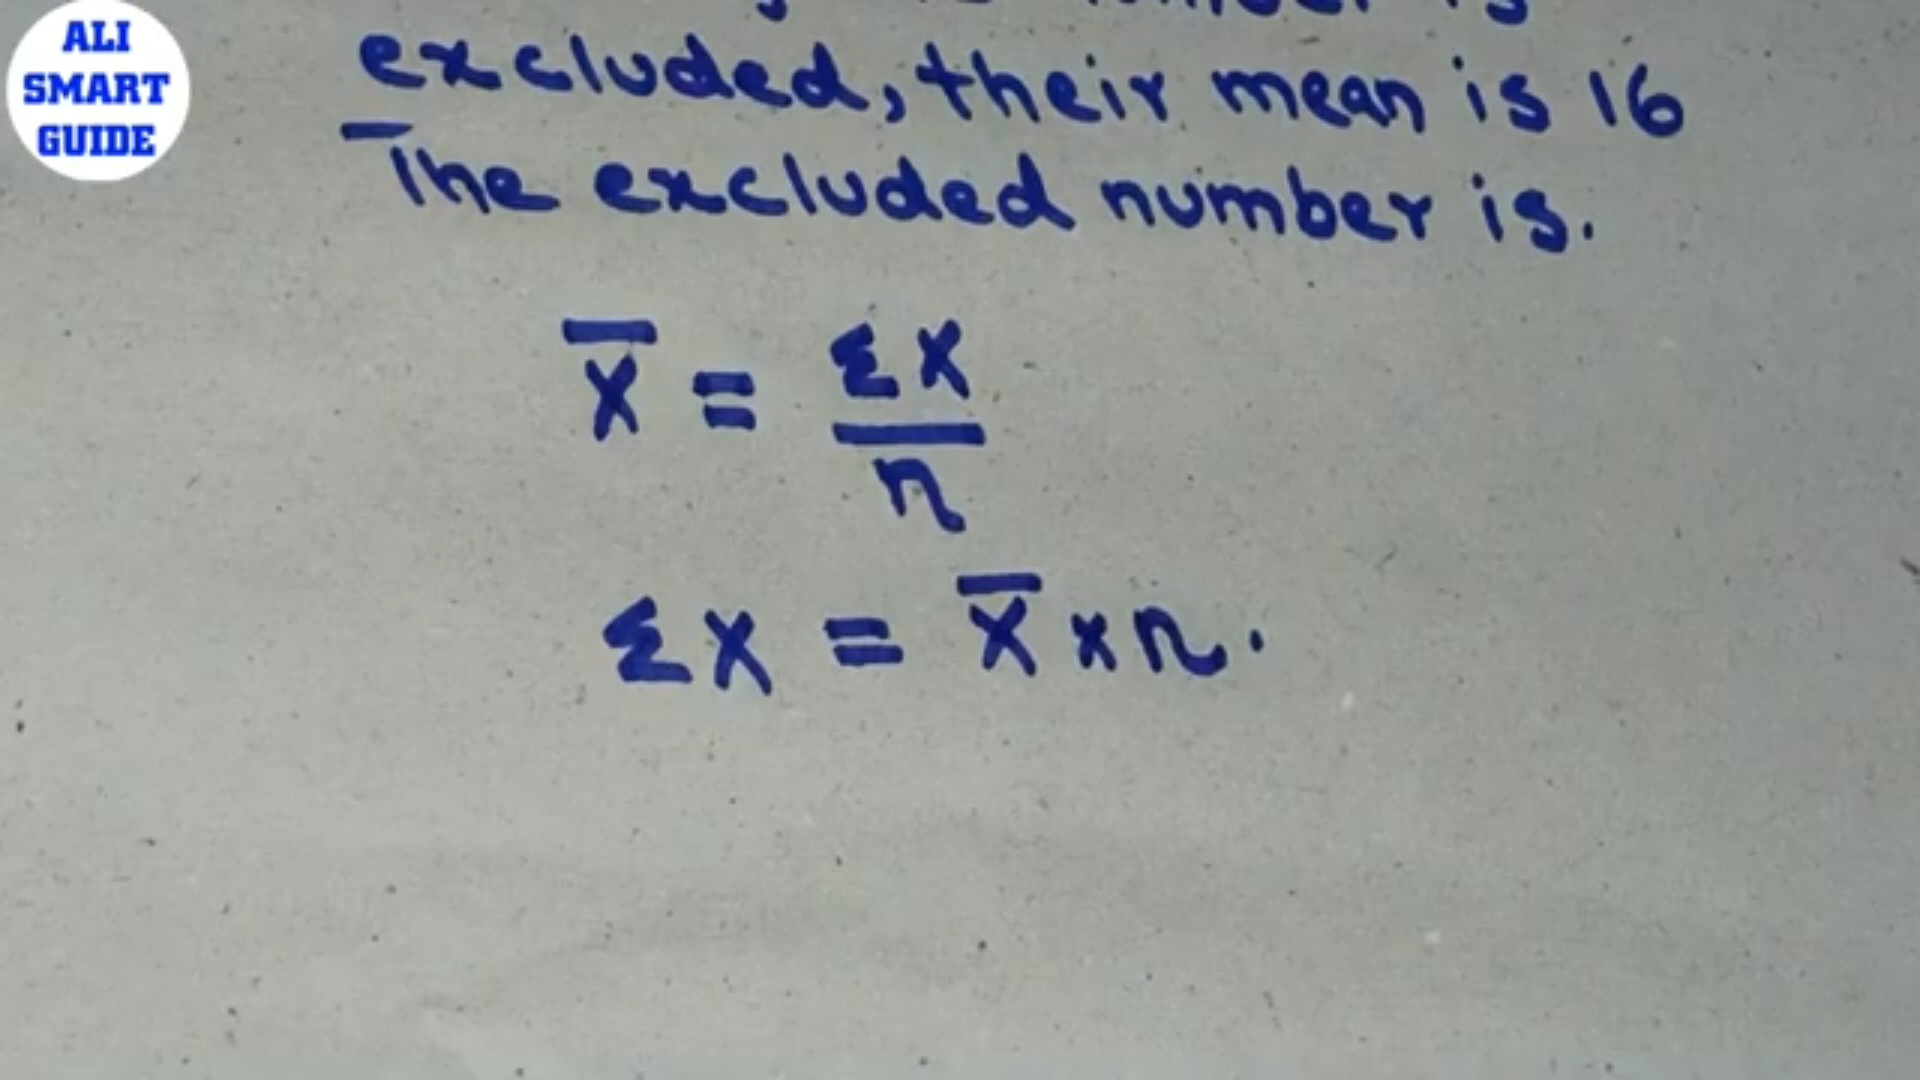 ALI
SMART
GUIDE
excluded, their mean is 16
The excluded number is.
X̅ = ΣX / n
ΣX = X̅ × n.